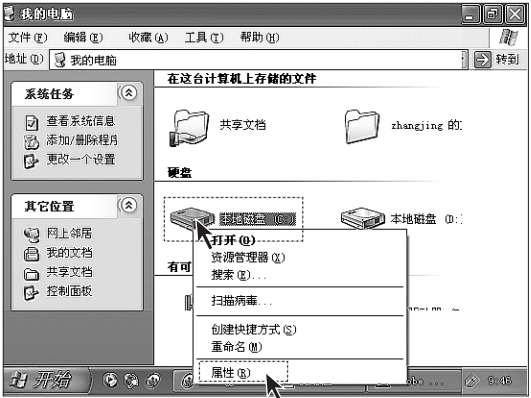 我的电脑
文件(F) 编辑(E) 收藏(A) 工具(T) 帮助(H)
地址(D) 我的电脑 转到
系统任务
查看系统信息
添加/删除程序
更改一个设置
其它位置
网上邻居
我的文档
共享文档
控制面板
在这台计算机上存储的文件
共享文档 zhangjing 的
硬盘
本地磁盘 (C:) 本地磁盘 (D:)
有可
打开(O)
资源管理器(X)
搜索(E)...
扫描病毒...
创建快捷方式(S)
重命名(M)
属性(R)
开始 9:46